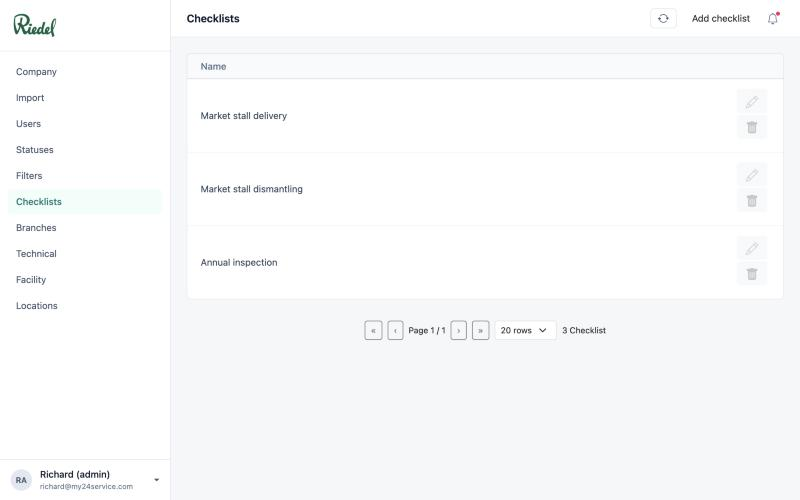 Riedel
Checklists
Add checklist
Company
Import
Users
Statuses
Filters
Checklists
Branches
Technical
Facility
Locations
Name
Market stall delivery
Market stall dismantling
Annual inspection
« ‹ Page 1 / 1 › » 20 rows 3 Checklist
RA
Richard (admin)
richard@my24service.com